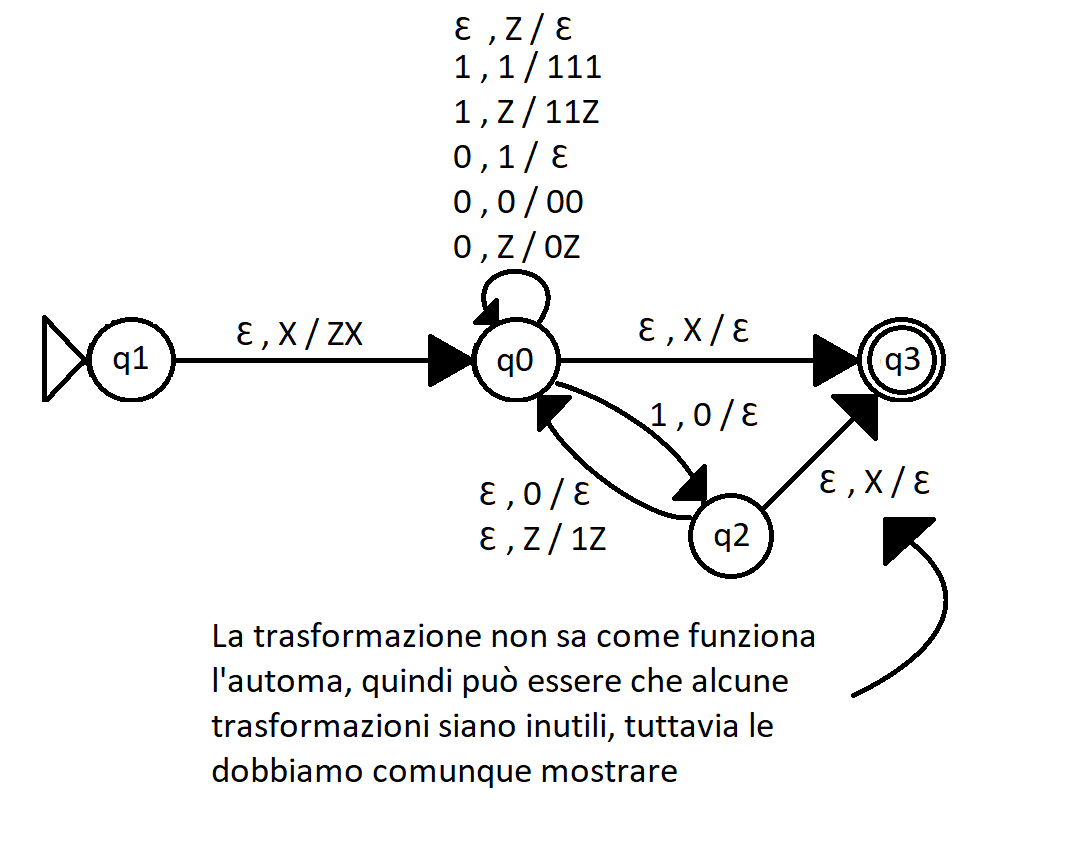 Ɛ , Z / Ɛ
1 , 1 / 111
1 , Z / 11Z
0 , 1 / Ɛ
0 , 0 / 00
0 , Z / 0Z
q1
Ɛ , X / ZX
q0
Ɛ , X / Ɛ
q3
1 , 0 / Ɛ
Ɛ , 0 / Ɛ
Ɛ , Z / 1Z
q2
Ɛ , X / Ɛ
La trasformazione non sa come funziona
l'automa, quindi può essere che alcune
trasformazioni siano inutili, tuttavia le
dobbiamo comunque mostrare